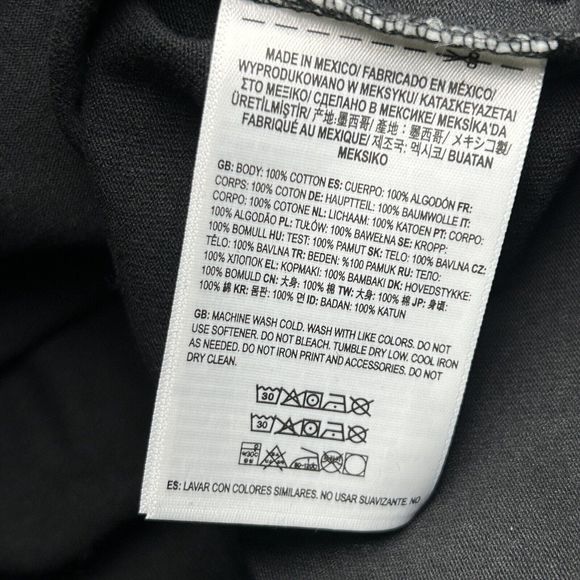 MADE IN MEXICO/ FABRICADO EN MÉXICO/
WYPRODUKOWANO W MEKSYKU/ ΚΑΤΑΣΚΕΥΑΖΕΤΑΙ
ΣΤΟ ΜΕΞΙΚΟ/ СДЕЛАНО В МЕКСИКЕ/ MEKSİKA'DA
ÜRETİLMİŞTİR/ 产地: 墨西哥/ 產地: 墨西哥/ メキシコ製/
FABRIQUÉ AU MEXIQUE/ 제조국: 멕시코/ BUATAN
MEKSIKO
GB: BODY: 100% COTTON ES: CUERPO: 100% ALGODÓN FR:
CORPS: 100% COTON DE: HAUPTTEIL: 100% BAUMWOLLE IT:
CORPO: 100% COTONE NL: LICHAAM: 100% KATOEN PT: CORPO:
100% ALGODÃO PL: TUŁÓW: 100% BAWEŁNA SE: KROPP:
100% BOMULL HU: TEST: 100% PAMUT SK: TELO: 100% BAVLNA CZ:
TĚLO: 100% BAVLNA TR: BEDEN: %100 PAMUK RU: ТЕЛО:
100% ХЛОПОК EL: ΚΟΡΜΑΚΙ: 100% ΒΑΜΒΑΚΙ DK: HOVEDSTYKKE:
100% BOMULD CN: 大身: 100% 棉 TW: 大身: 100% 棉 JP: 身頃:
100% 綿 KR: 몸판: 100% 면 ID: BADAN: 100% KATUN
GB: MACHINE WASH COLD. WASH WITH LIKE COLORS. DO NOT
USE SOFTENER. DO NOT BLEACH. TUMBLE DRY LOW. COOL IRON
AS NEEDED. DO NOT IRON PRINT AND ACCESSORIES. DO NOT
DRY CLEAN.
30
30
ES: LAVAR CON COLORES SIMILARES. NO USAR SUAVIZANTE. NO